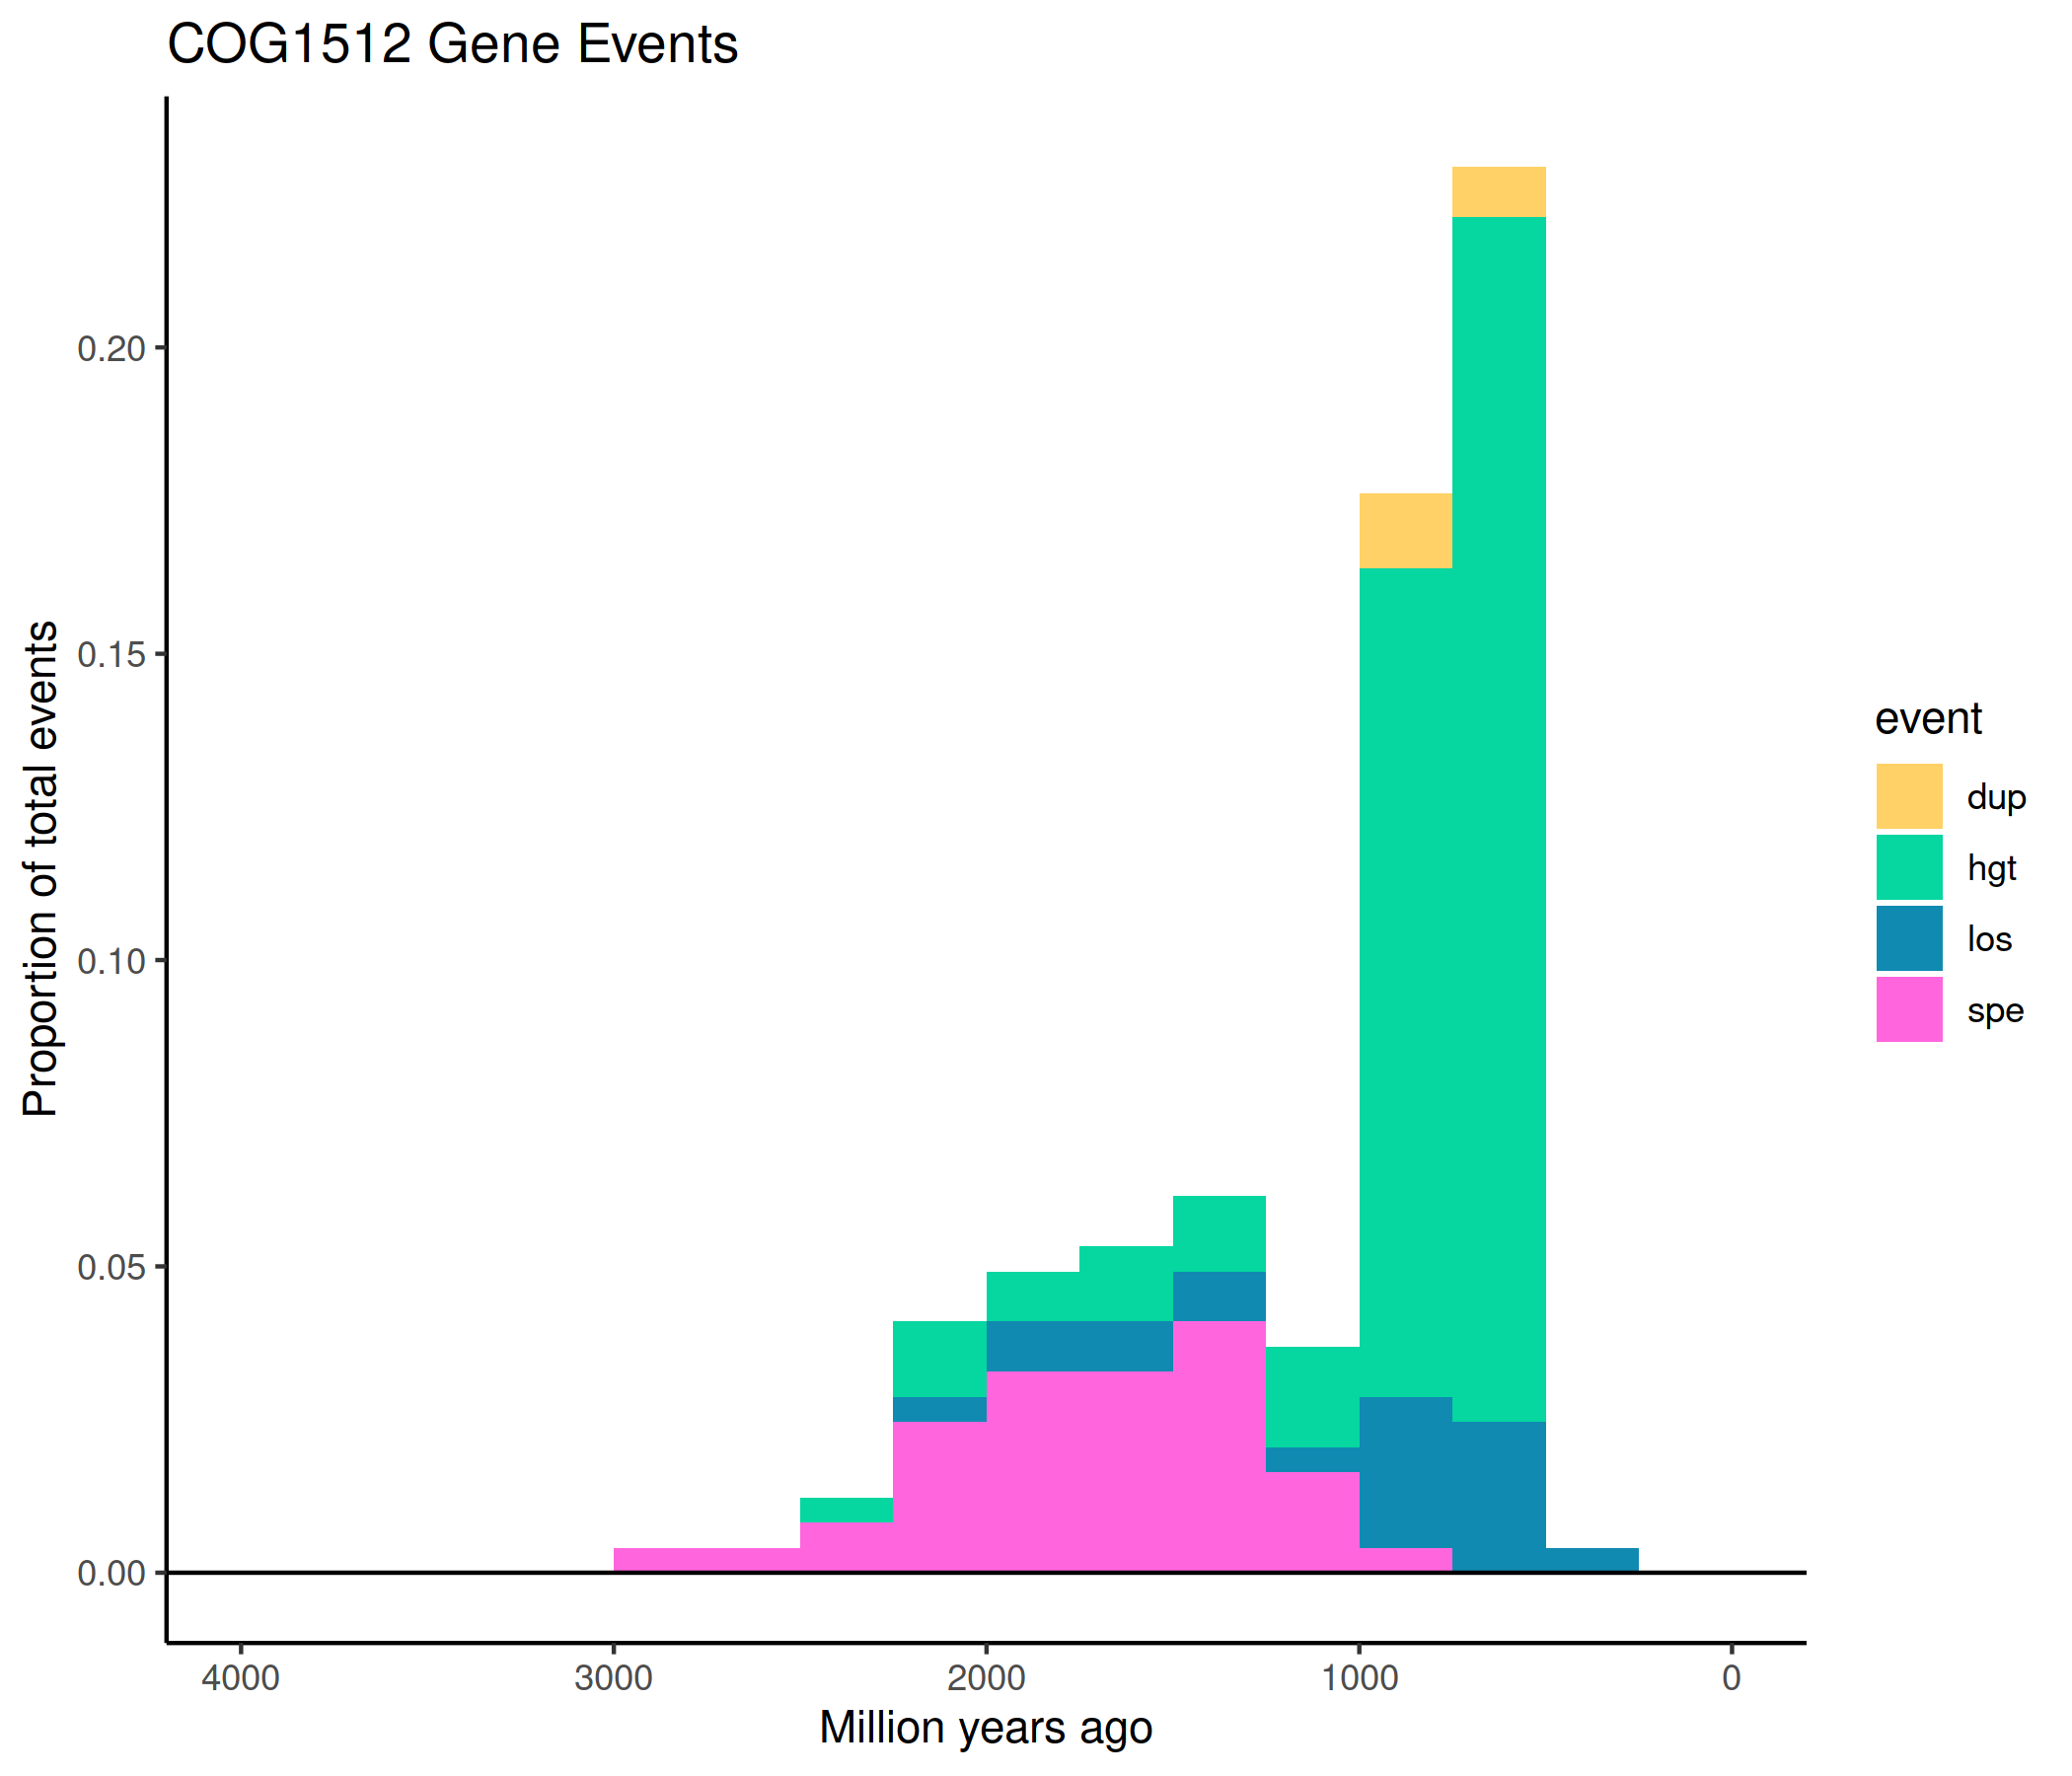 COG1512 Gene Events
Proportion of total events
0.20
0.15
0.10
0.05
0.00
4000 3000 2000 1000 0
Million years ago
event
dup
hgt
los
spe